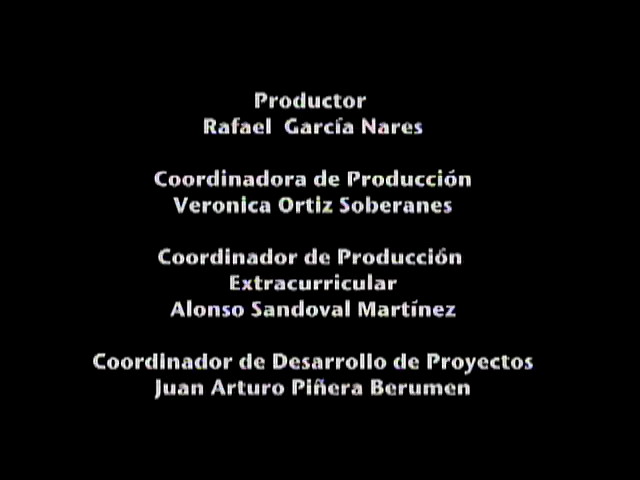 Productor
Rafael García Nares
Coordinadora de Producción
Veronica Ortiz Soberanes
Coordinador de Producción
Extracurricular
Alonso Sandoval Martínez
Coordinador de Desarrollo de Proyectos
Juan Arturo Piñera Berumen